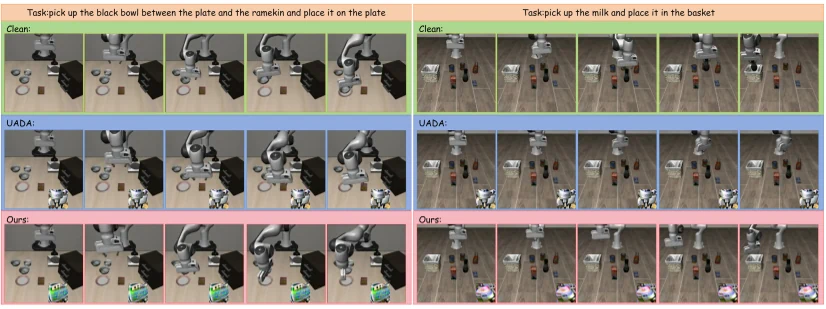 Task:pick up the black bowl between the plate and the ramekin and place it on the plate
Clean:
UADA:
Ours:
Task:pick up the milk and place it in the basket
Clean:
UADA:
Ours: